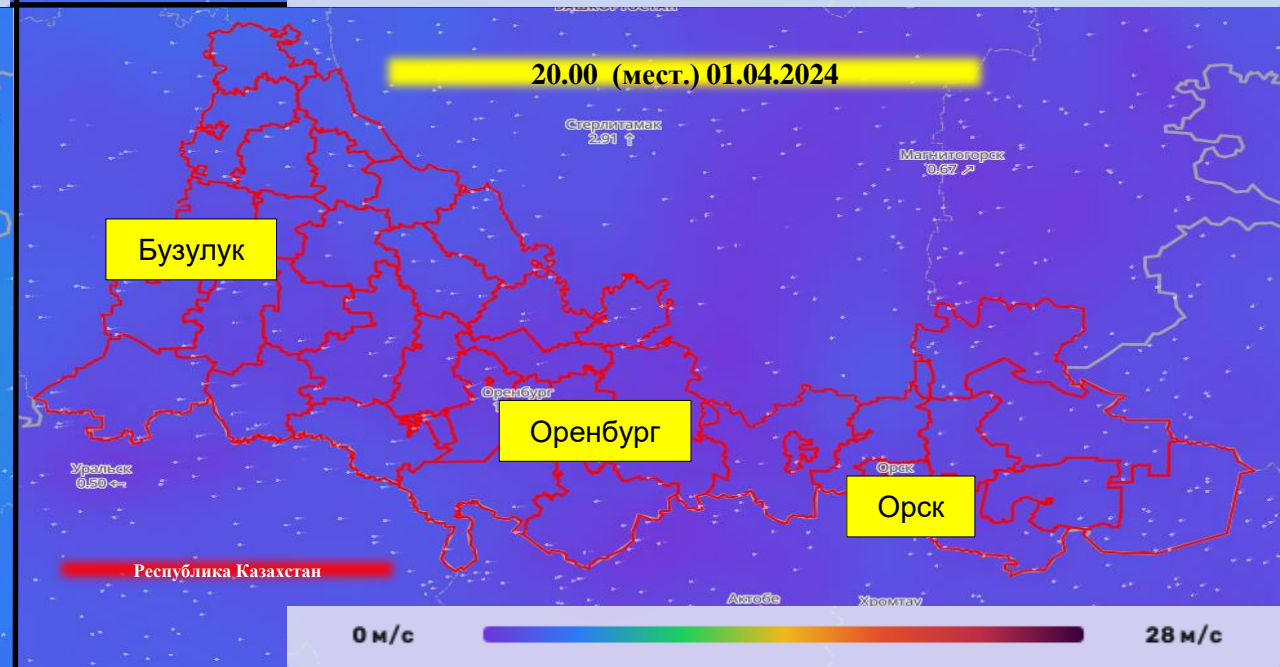 БАШКОРТОСТАН
20.00 (мест.) 01.04.2024
Стерлитамак
2.91 ↑
Магнитогорск
0.67 ↗
Бузулук
Оренбург
Оренбург
Уральск
0.50 ←
Орск
Орск
Республика Казахстан
Актобе
Хромтау
0 м/с
28 м/с